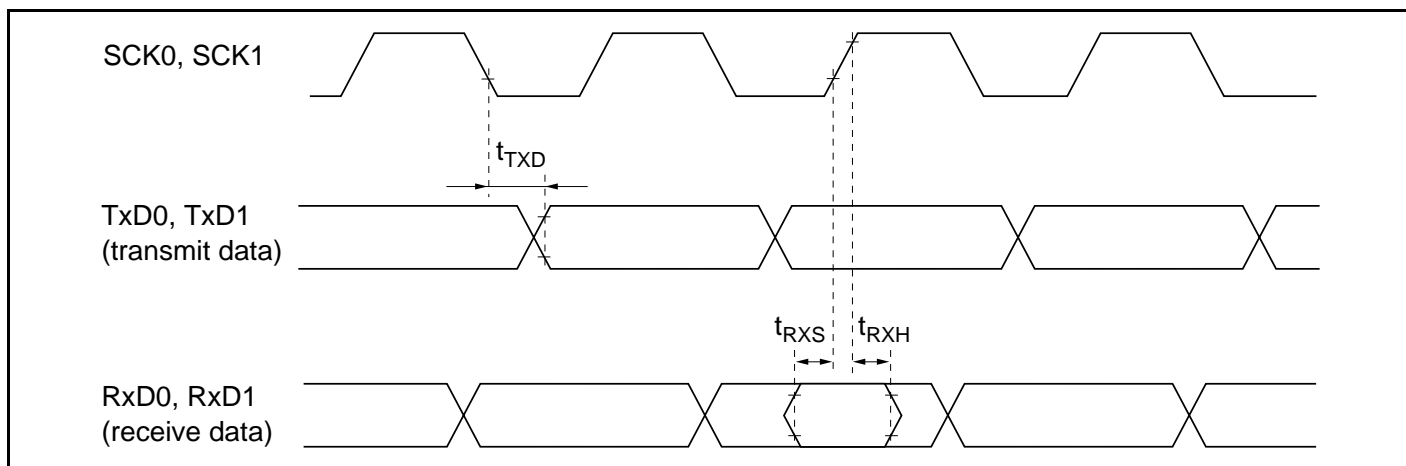 SCK0, SCK1
tTXD
TxD0, TxD1
(transmit data)
tRXS
tRXH
RxD0, RxD1
(receive data)